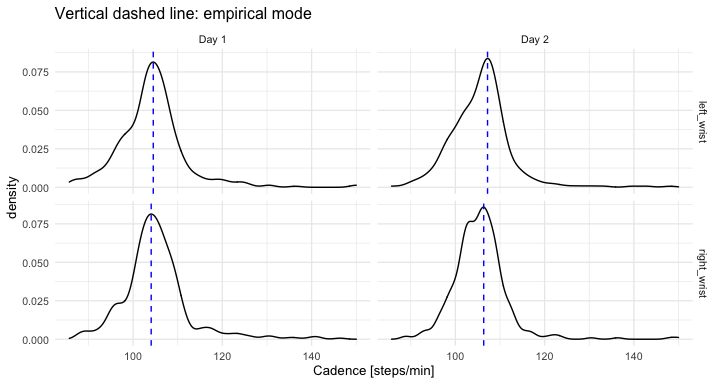 Vertical dashed line: empirical mode
Day 1
Day 2
0.075
0.050
0.025
0.000
left_wrist
density
0.075
0.050
0.025
0.000
right_wrist
100
120
140
100
120
140
Cadence [steps/min]